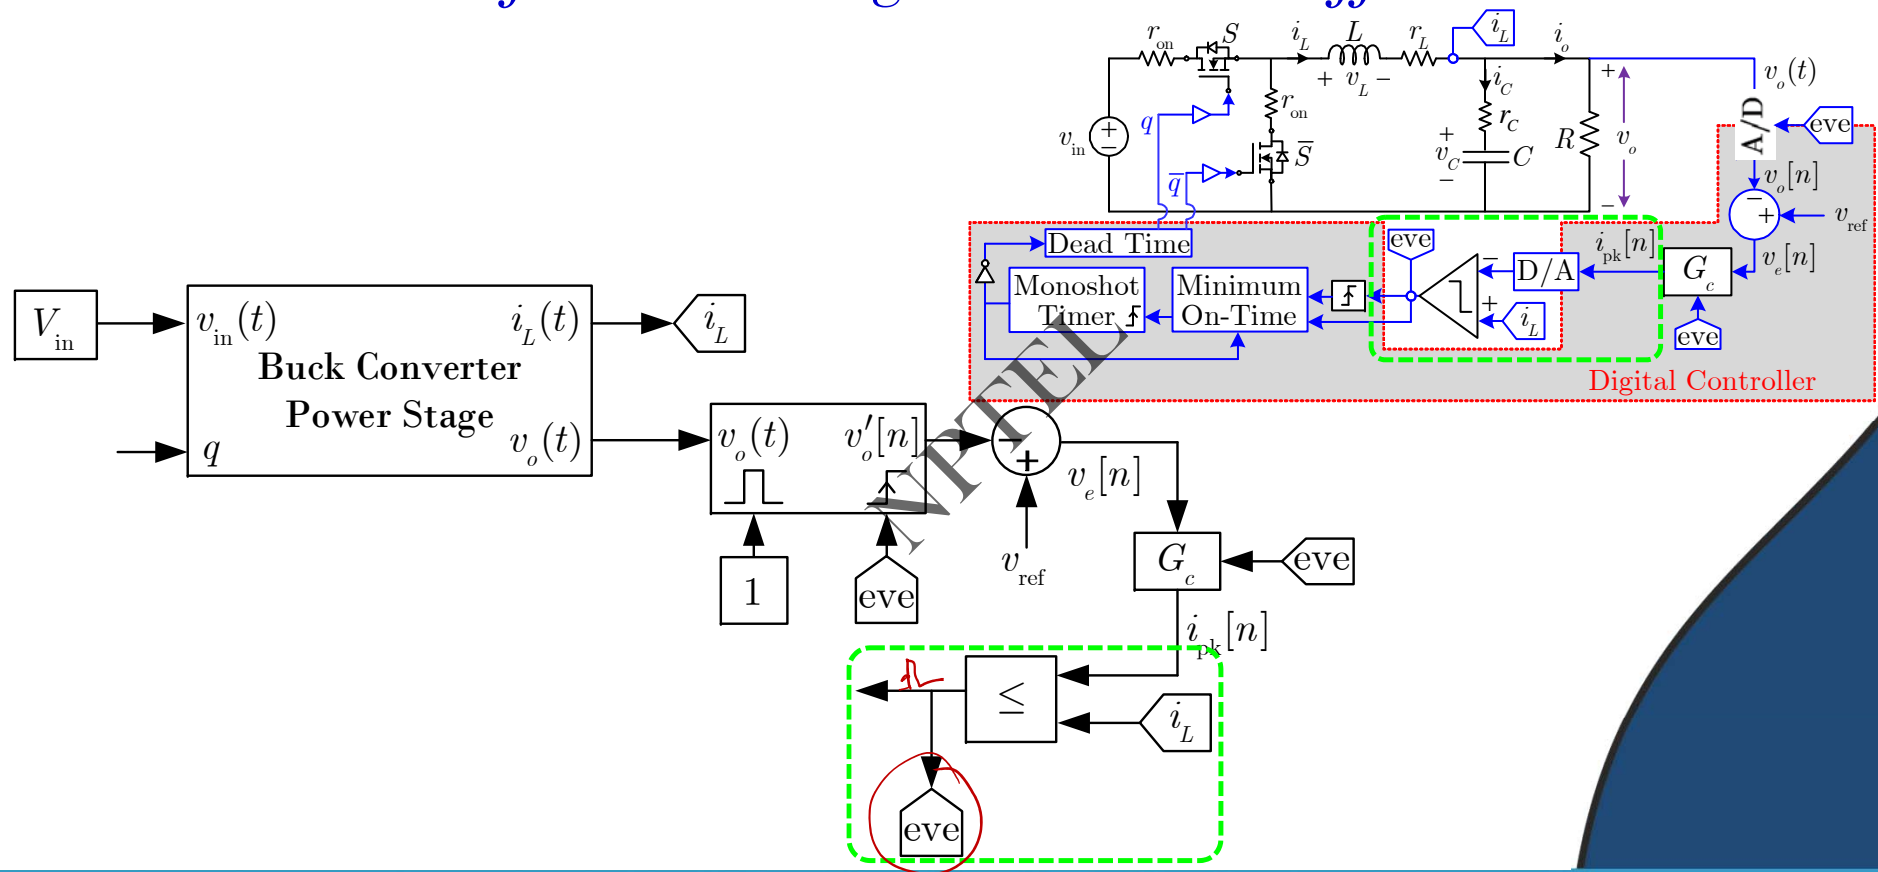 r_on
S
i_L
L
r_L
i_L
i_o
+ v_L −
i_C
+
v_o(t)
q
r_on
r_C
A/D
eve
v_in
+
−
S̅
+
v_C
−
C
R
v_o
q̅
−
v_o[n]
−
+
v_ref
Dead Time
eve
i_pk[n]
v_e[n]
−
D/A
G_c
Monoshot
Timer
Minimum
On-Time
+
i_L
eve
Digital Controller
V_in
v_in(t)
i_L(t)
i_L
Buck Converter
Power Stage
q
v_o(t)
v_o(t)
v′_o[n]
−
+
v_e[n]
NPTEL
v_ref
G_c
eve
1
eve
i_pk[n]
≤
i_L
eve